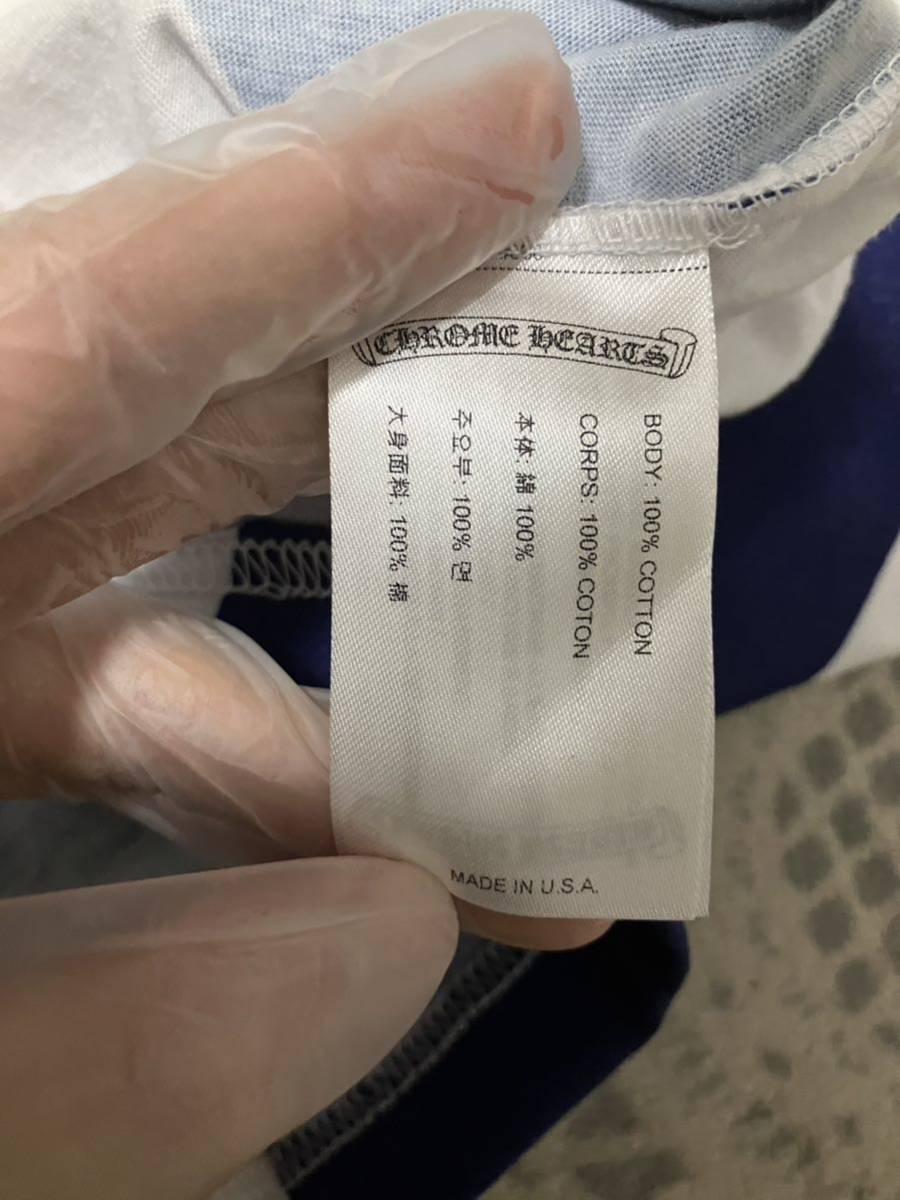 CHROME HEARTS
BODY: 100% COTTON
CORPS: 100% COTON
本体: 綿 100%
주요부: 100% 면
大身面料: 100% 棉
MADE IN U.S.A.